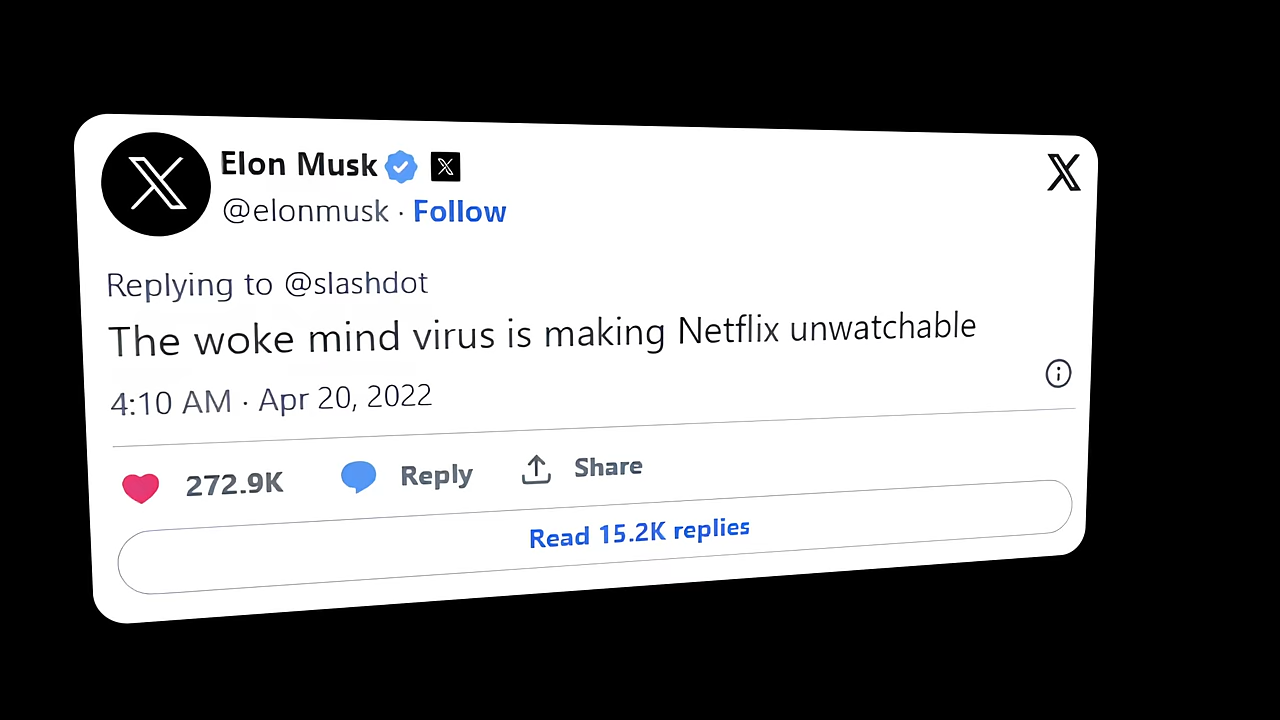 Elon Musk
@elonmusk · Follow
Replying to @slashdot
The woke mind virus is making Netflix unwatchable
4:10 AM · Apr 20, 2022
272.9K Reply Share
Read 15.2K replies